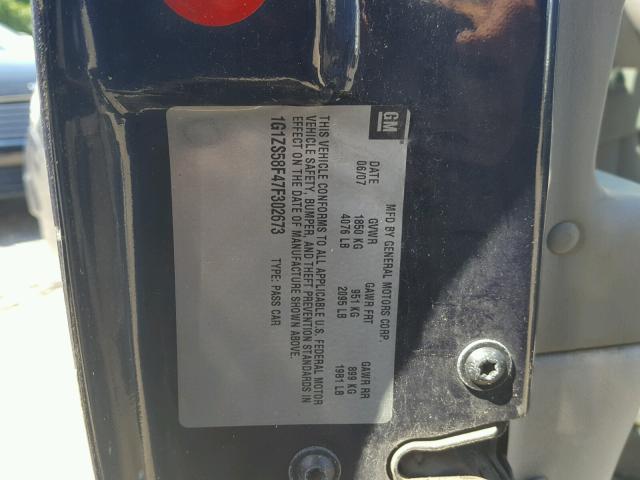 GM
MFD BY GENERAL MOTORS CORP.
DATE GVWR GAWR FRT GAWR RR
06/07 1850 KG 951 KG 899 KG
4076 LB 2095 LB 1981 LB
THIS VEHICLE CONFORMS TO ALL APPLICABLE U.S. FEDERAL MOTOR
VEHICLE SAFETY, BUMPER, AND THEFT PREVENTION STANDARDS IN
EFFECT ON THE DATE OF MANUFACTURE SHOWN ABOVE.
1G1ZS58F47F302673 TYPE: PASS CAR